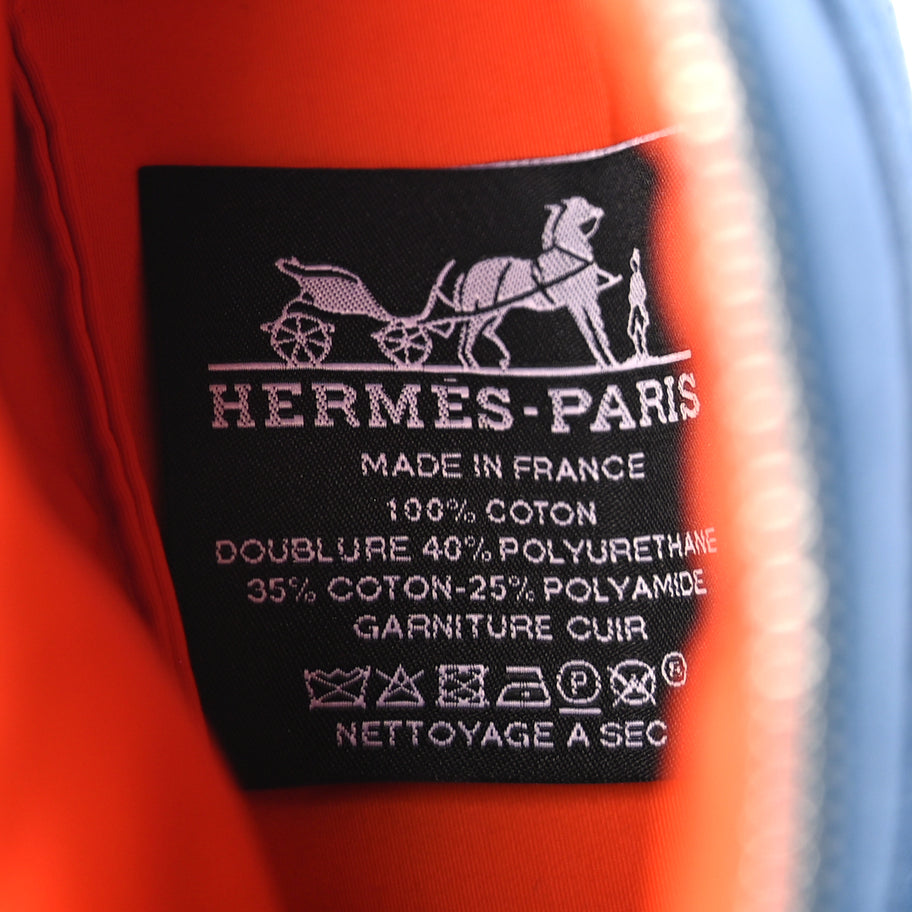 HERMÈS-PARIS
MADE IN FRANCE
100% COTON
DOUBLURE 40% POLYURETHANE
35% COTON-25% POLYAMIDE
GARNITURE CUIR
P
NETTOYAGE A SEC